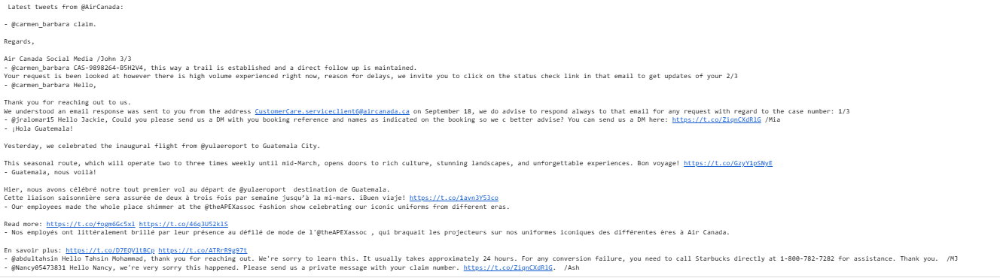 Latest tweets from @AirCanada:
- @carmen_barbara claim.
Regards,
Air Canada Social Media /John 3/3
- @carmen_barbara CAS-9898264-B5H2V4, this way a trail is established and a direct follow up is maintained.
Your request is been looked at however there is high volume experienced right now, reason for delays, we invite you to click on the status check link in that email to get updates of your 2/3
- @carmen_barbara Hello,
Thank you for reaching out to us.
We understood an email response was sent to you from the address CustomerCare.serviceclient6@aircanada.ca on September 18, we do advise to respond always to that email for any request with regard to the case number: 1/3
- @jralomar15 Hello Jackie, Could you please send us a DM with you booking reference and names as indicated on the booking so we c better advise? You can send us a DM here: https://t.co/ZiqnCXdRlG /Mia
- ¡Hola Guatemala!
Yesterday, we celebrated the inaugural flight from @yulaeroport to Guatemala City.
This seasonal route, which will operate two to three times weekly until mid-March, opens doors to rich culture, stunning landscapes, and unforgettable experiences. Bon voyage! https://t.co/GzyY1pSNyE
- Guatemala, nous voilà!
Hier, nous avons célébré notre tout premier vol au départ de @yulaeroport  destination de Guatemala.
Cette liaison saisonnière sera assurée de deux à trois fois par semaine jusqu’à la mi-mars. ¡Buen viaje! https://t.co/1avn3Y53co
- Our employees made the whole place shimmer at the @theAPEXassoc fashion show celebrating our iconic uniforms from different eras.
Read more: https://t.co/fogm6Gc5xl https://t.co/46q3U52klS
- Nos employés ont littéralement brillé par leur présence au défilé de mode de l'@theAPEXassoc , qui braquait les projecteurs sur nos uniformes iconiques des différentes ères à Air Canada.
En savoir plus: https://t.co/D7EQVltBCp https://t.co/ATRrR9g97t
- @abdultahsin Hello Tahsin Mohammad, thank you for reaching out. We're sorry to learn this. It usually takes approximately 24 hours. For any conversion failure, you need to call Starbucks directly at 1-800-782-7282 for assistance. Thank you.  /MJ
- @Nancy05473831 Hello Nancy, we're very sorry this happened. Please send us a private message with your claim number. https://t.co/ZiqnCXdRlG.  /Ash